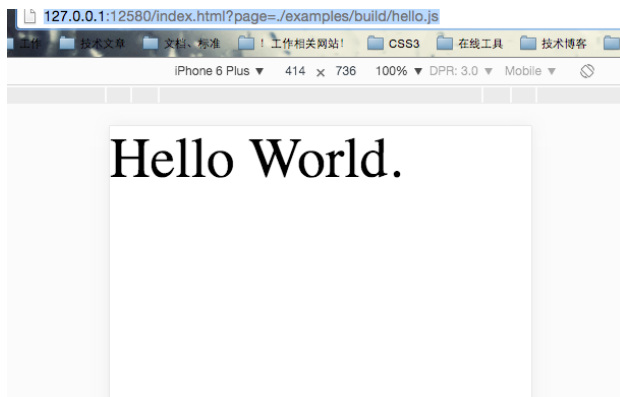 127.0.0.1:12580/index.html?page=./examples/build/hello.js
工作 技术文章 文档、标准 ！工作相关网站！ CSS3 在线工具 技术博客
iPhone 6 Plus ▼ 414 × 736 100% ▼ DPR: 3.0 ▼ Mobile ▼
Hello World.